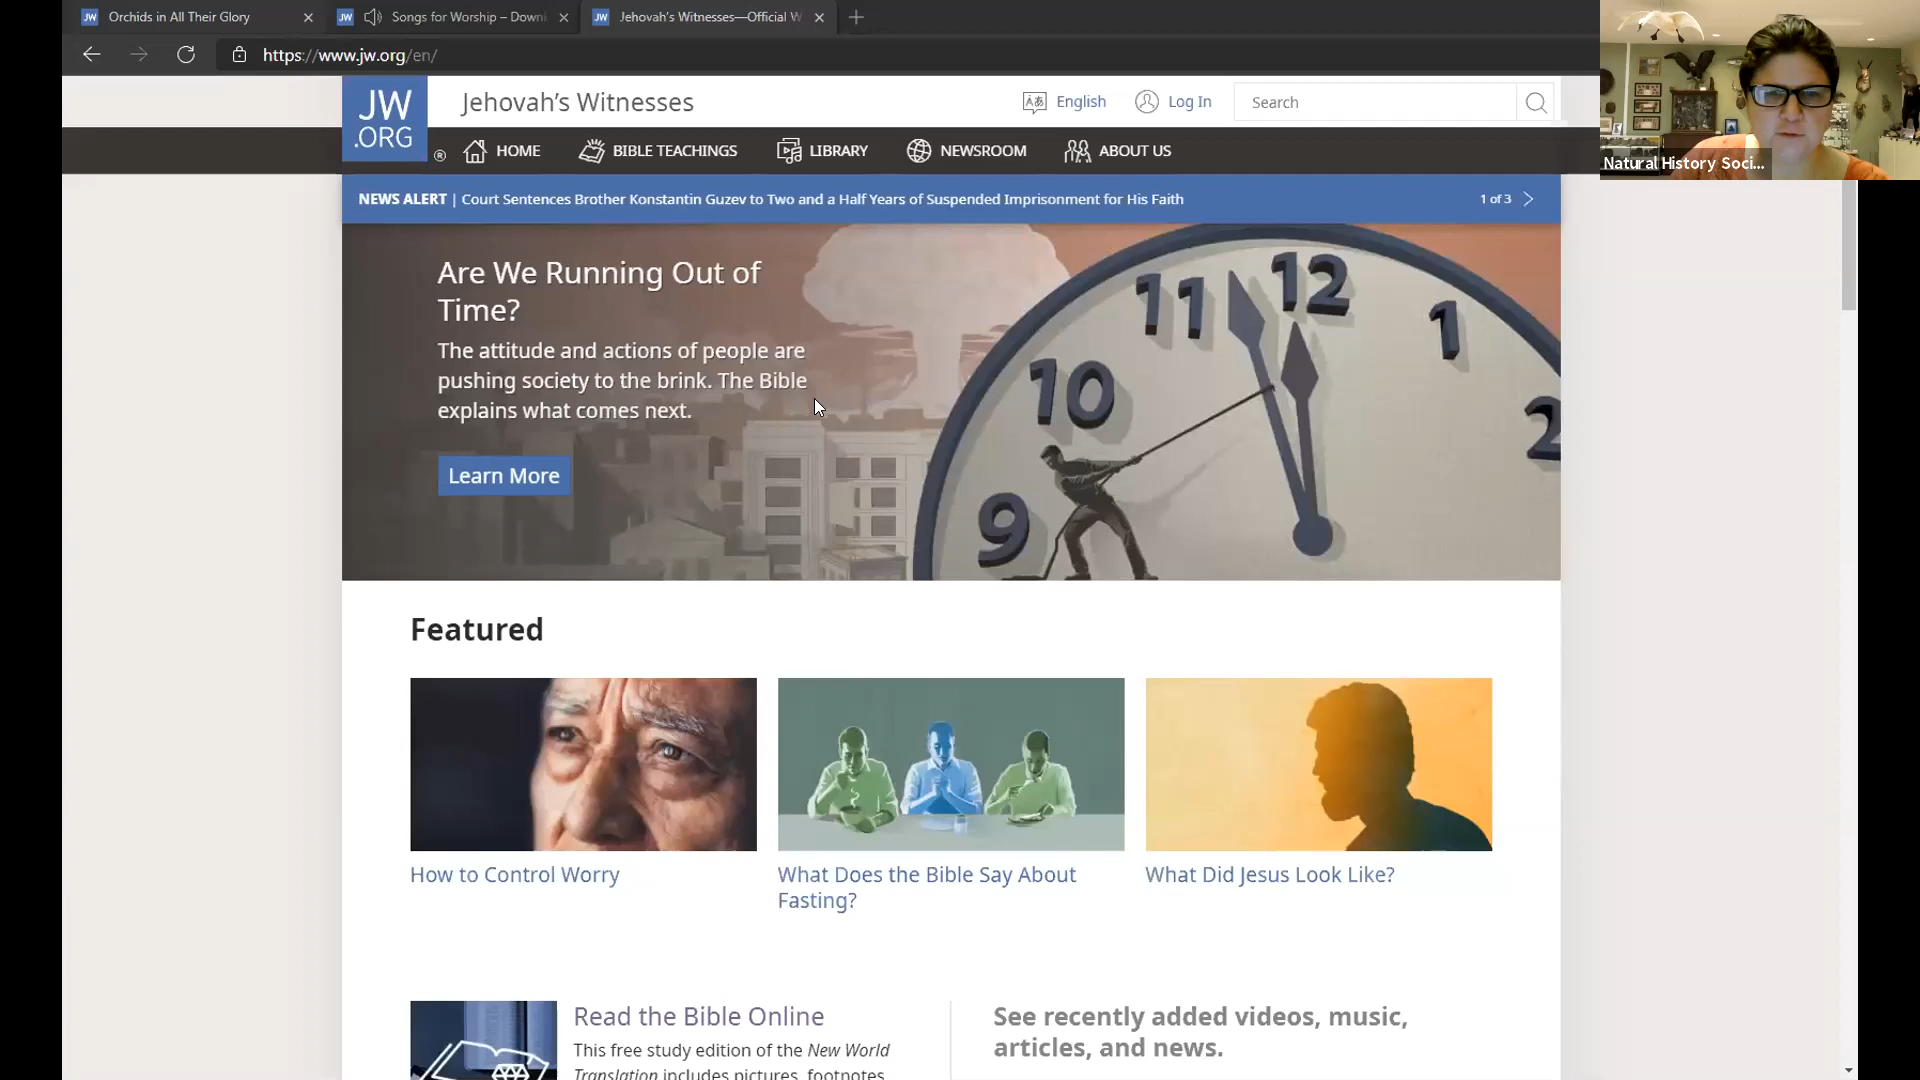 Orchids in All Their Glory
Songs for Worship – Downl
Jehovah's Witnesses—Official W
https://www.jw.org/en/
JW
.ORG
®
Jehovah's Witnesses
English
Log In
Search
HOME
BIBLE TEACHINGS
LIBRARY
NEWSROOM
ABOUT US
NEWS ALERT | Court Sentences Brother Konstantin Guzev to Two and a Half Years of Suspended Imprisonment for His Faith
1 of 3
Are We Running Out of
Time?
The attitude and actions of people are
pushing society to the brink. The Bible
explains what comes next.
Learn More
11
12
1
10
2
9
Natural History Soci...
Featured
How to Control Worry
What Does the Bible Say About
Fasting?
What Did Jesus Look Like?
Read the Bible Online
This free study edition of the New World
Translation includes pictures, footnotes,
See recently added videos, music,
articles, and news.